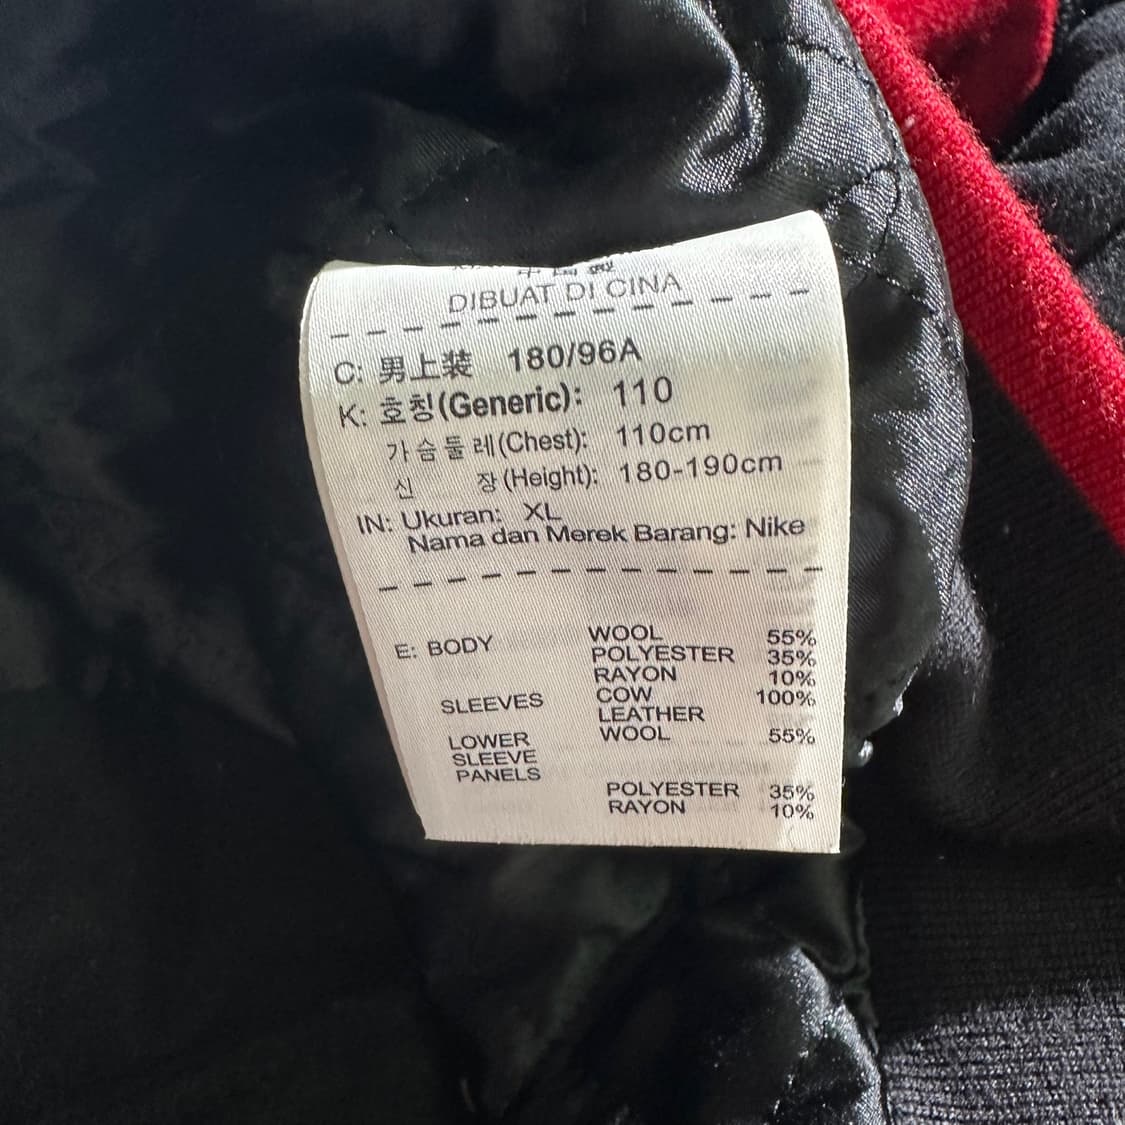 DIBUAT DI CINA
C: 男上装 180/96A
K: 호칭(Generic): 110
가슴둘레(Chest): 110cm
신 장(Height): 180-190cm
IN: Ukuran: XL
Nama dan Merek Barang: Nike
E: BODY WOOL 55%
POLYESTER 35%
RAYON 10%
SLEEVES COW 100%
LEATHER
LOWER WOOL 55%
SLEEVE
PANELS
POLYESTER 35%
RAYON 10%